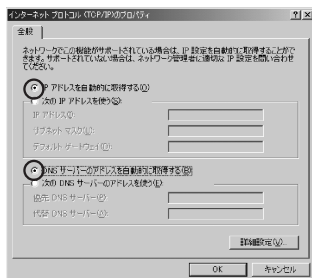 インターネット プロトコル (TCP/IP)のプロパティ
全般
ネットワークでこの機能がサポートされている場合は、IP 設定を自動的に取得することがで
きます。サポートされていない場合は、ネットワーク管理者に適切な IP 設定を問い合わせ
てください。
IP アドレスを自動的に取得する(O)
次の IP アドレスを使う(S):
IP アドレス(I):
サブネット マスク(U):
デフォルト ゲートウェイ(D):
DNS サーバーのアドレスを自動的に取得する(B)
次の DNS サーバーのアドレスを使う(E):
優先 DNS サーバー(P):
代替 DNS サーバー(A):
詳細設定(V)...
OK
キャンセル